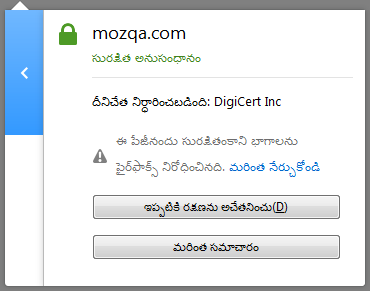 mozqa.com
సురక్షిత అనుసంధానం
దీనిచేత నిర్ధారించబడింది: DigiCert Inc
ఈ పేజీనందు సురక్షితంకాని భాగాలను
ఫైర్‌ఫాక్స్ నిరోధించినది. మరింత నేర్చుకోండి
ఇప్పటికి రక్షణను అచేతనించు(D)
మరింత సమాచారం